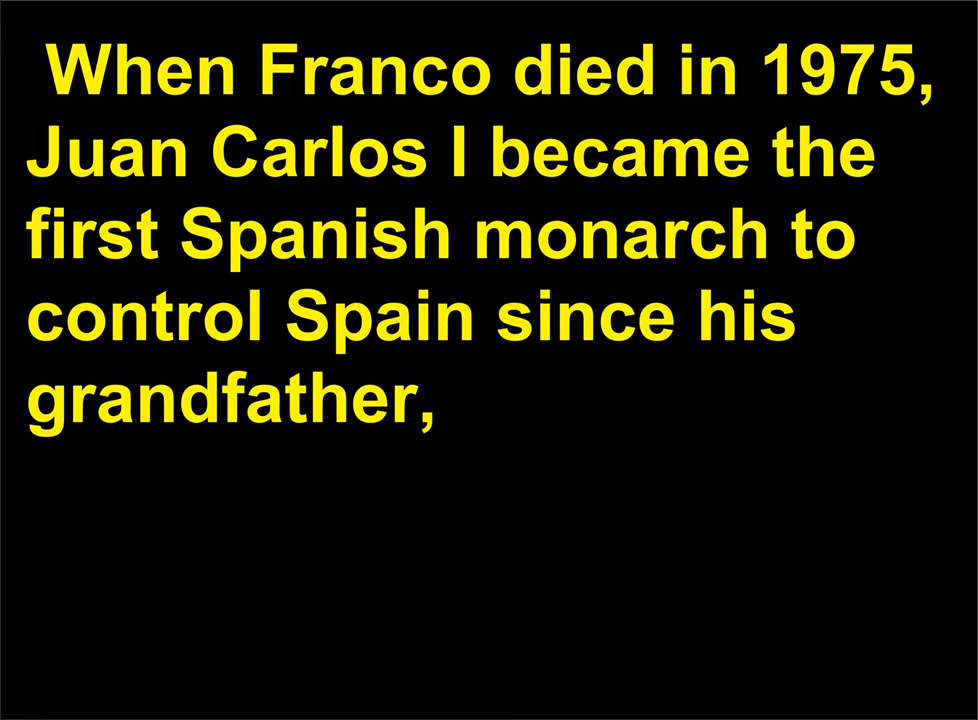 When Franco died in 1975,
Juan Carlos I became the
first Spanish monarch to
control Spain since his
grandfather,